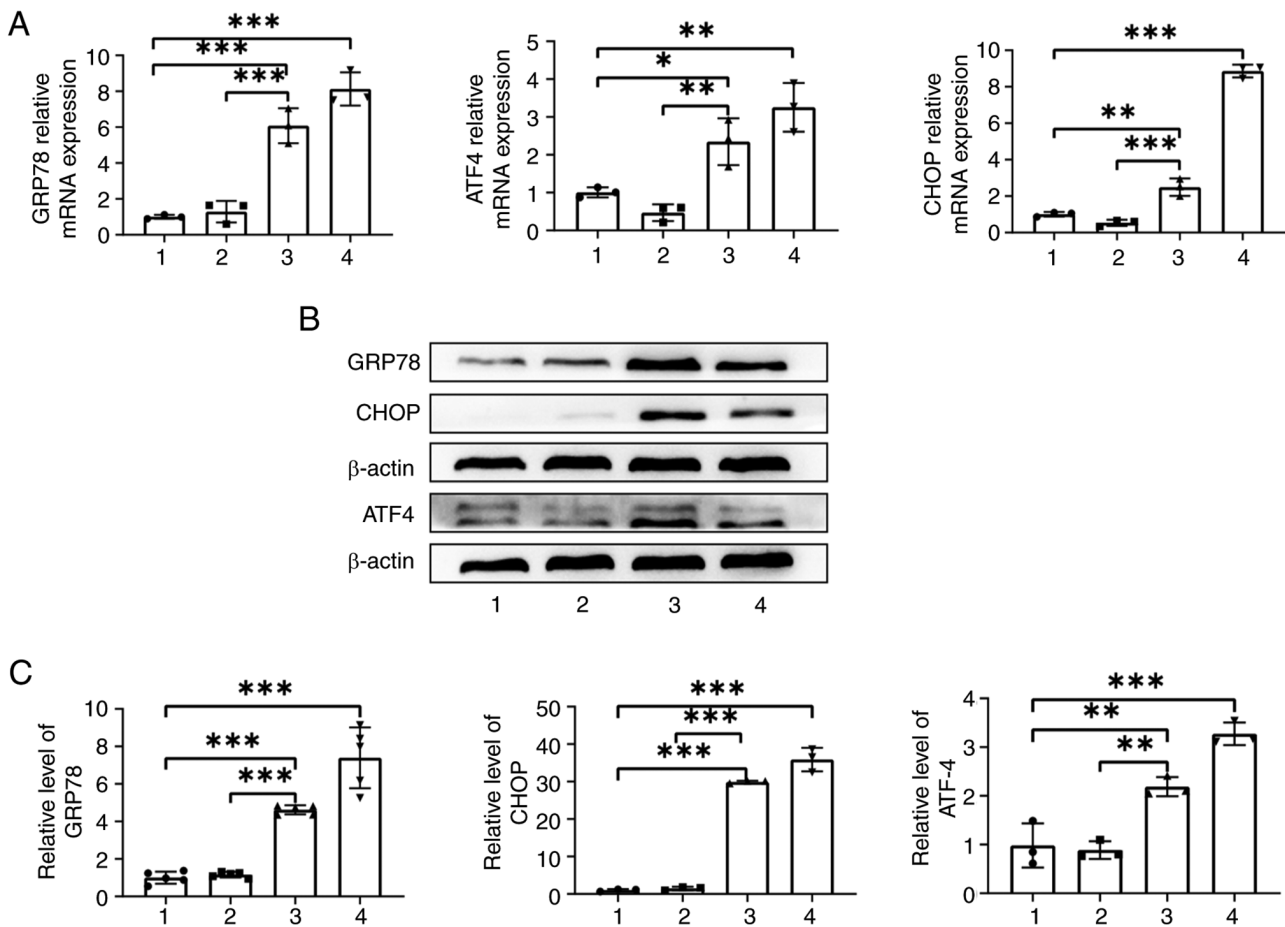 A
GRP78 relative
mRNA expression
10
8
6
4
2
0
***
***
***
1 2 3 4
ATF4 relative
mRNA expression
5
4
3
2
1
0
**
*
**
1 2 3 4
CHOP relative
mRNA expression
10
8
6
4
2
0
***
**
***
1 2 3 4
B
GRP78
CHOP
β-actin
ATF4
β-actin
1 2 3 4
C
Relative level of
GRP78
10
8
6
4
2
0
***
***
***
1 2 3 4
Relative level of
CHOP
50
40
30
20
10
0
***
***
***
1 2 3 4
Relative level of
ATF-4
4
3
2
1
0
***
**
**
1 2 3 4